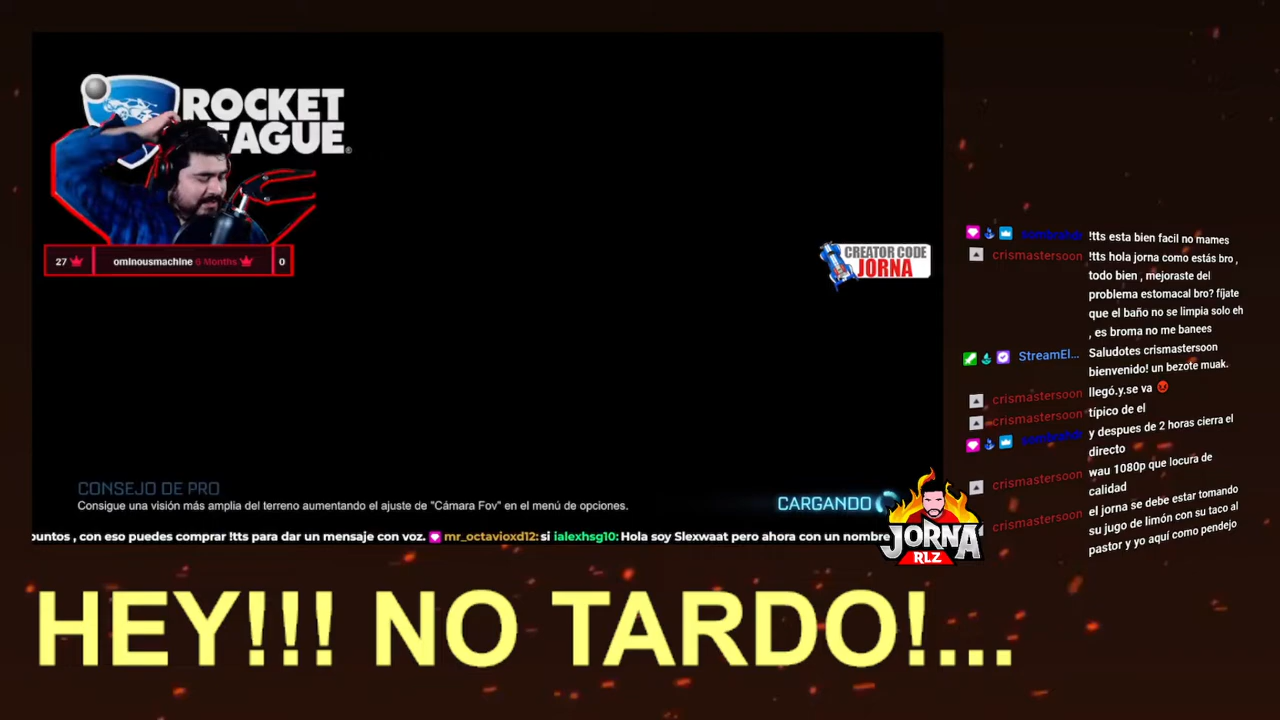 ROCKET
LEAGUE
27
ominousmachine 6 Months
0
CREATOR CODE
JORNA
CONSEJO DE PRO
Consigue una visión más amplia del terreno aumentando el ajuste de "Cámara Fov" en el menú de opciones.
CARGANDO
puntos , con eso puedes comprar !tts para dar un mensaje con voz. mr_octavioxd12: si ialexhsg10: Hola soy Slexwaat pero ahora con un nombre
JORNA
RLZ
HEY!!! NO TARDO!...
!tts esta bien facil no mames
crismastersoon !tts hola jorna como estás bro ,
todo bien , mejoraste del
problema estomacal bro? fíjate
que el baño no se limpia solo eh
, es broma no me banees
StreamEl... Saludotes crismastersoon
bienvenido! un bezote muak.
crismastersoon llegó.y.se va
crismastersoon típico de el
y despues de 2 horas cierra el
directo
crismastersoon wau 1080p que locura de
calidad
crismastersoon el jorna se debe estar tomando
su jugo de limón con su taco al
pastor y yo aquí como pendejo